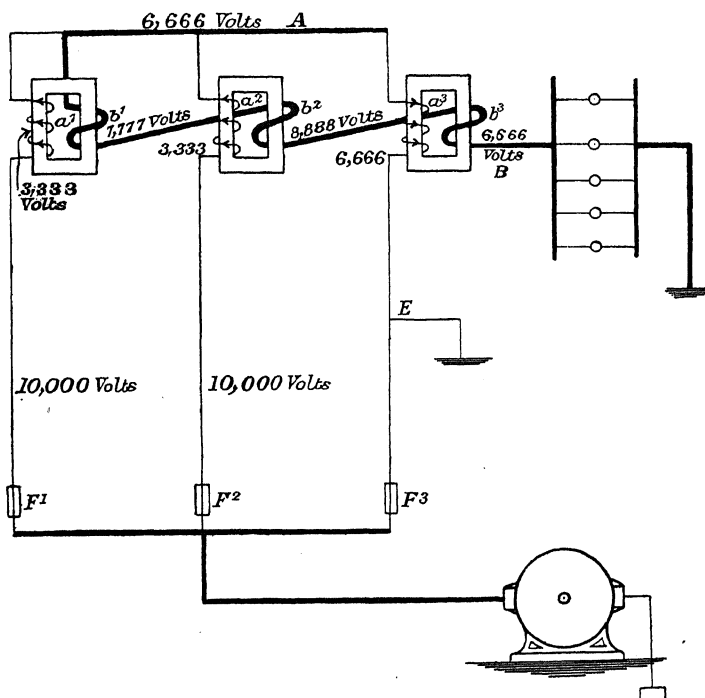 6,666 Volts A
a¹ b¹
7,777 Volts
a² b²
8,888 Volts
a³ b³
3,333
Volts
3,333
6,666
6,666
Volts
B
E
10,000 Volts
10,000 Volts
F¹
F²
F³